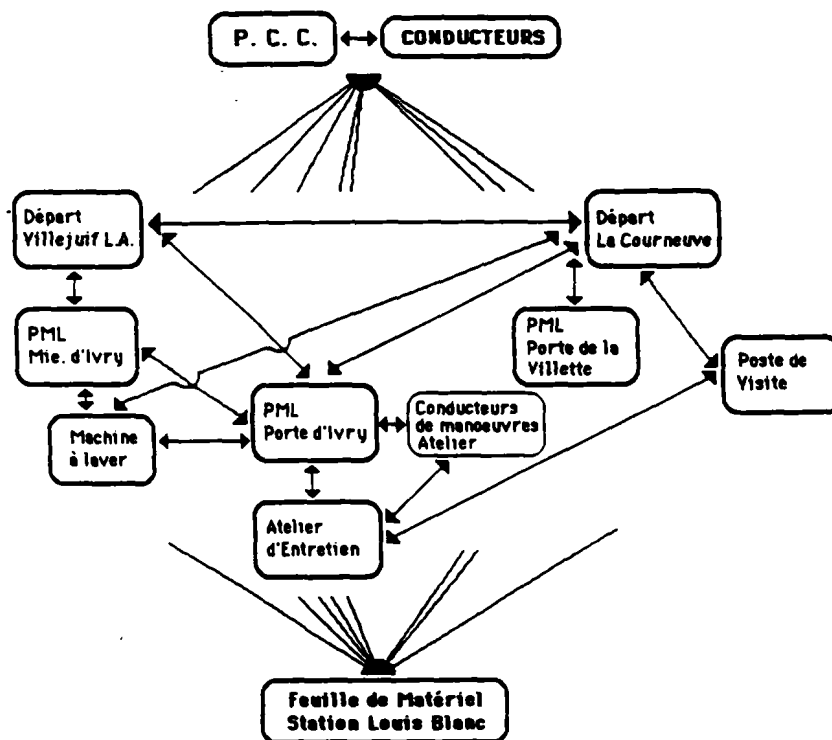 P. C. C.
CONDUCTEURS
Départ
Villejuif L.A.
Départ
La Courneuve
PML
Mie. d'Ivry
PML
Porte de la
Villette
Poste de
Visite
Machine
à laver
PML
Porte d'Ivry
Conducteurs
de manoeuvres
Atelier
Atelier
d'Entretien
Feuille de Matériel
Station Louis Blanc